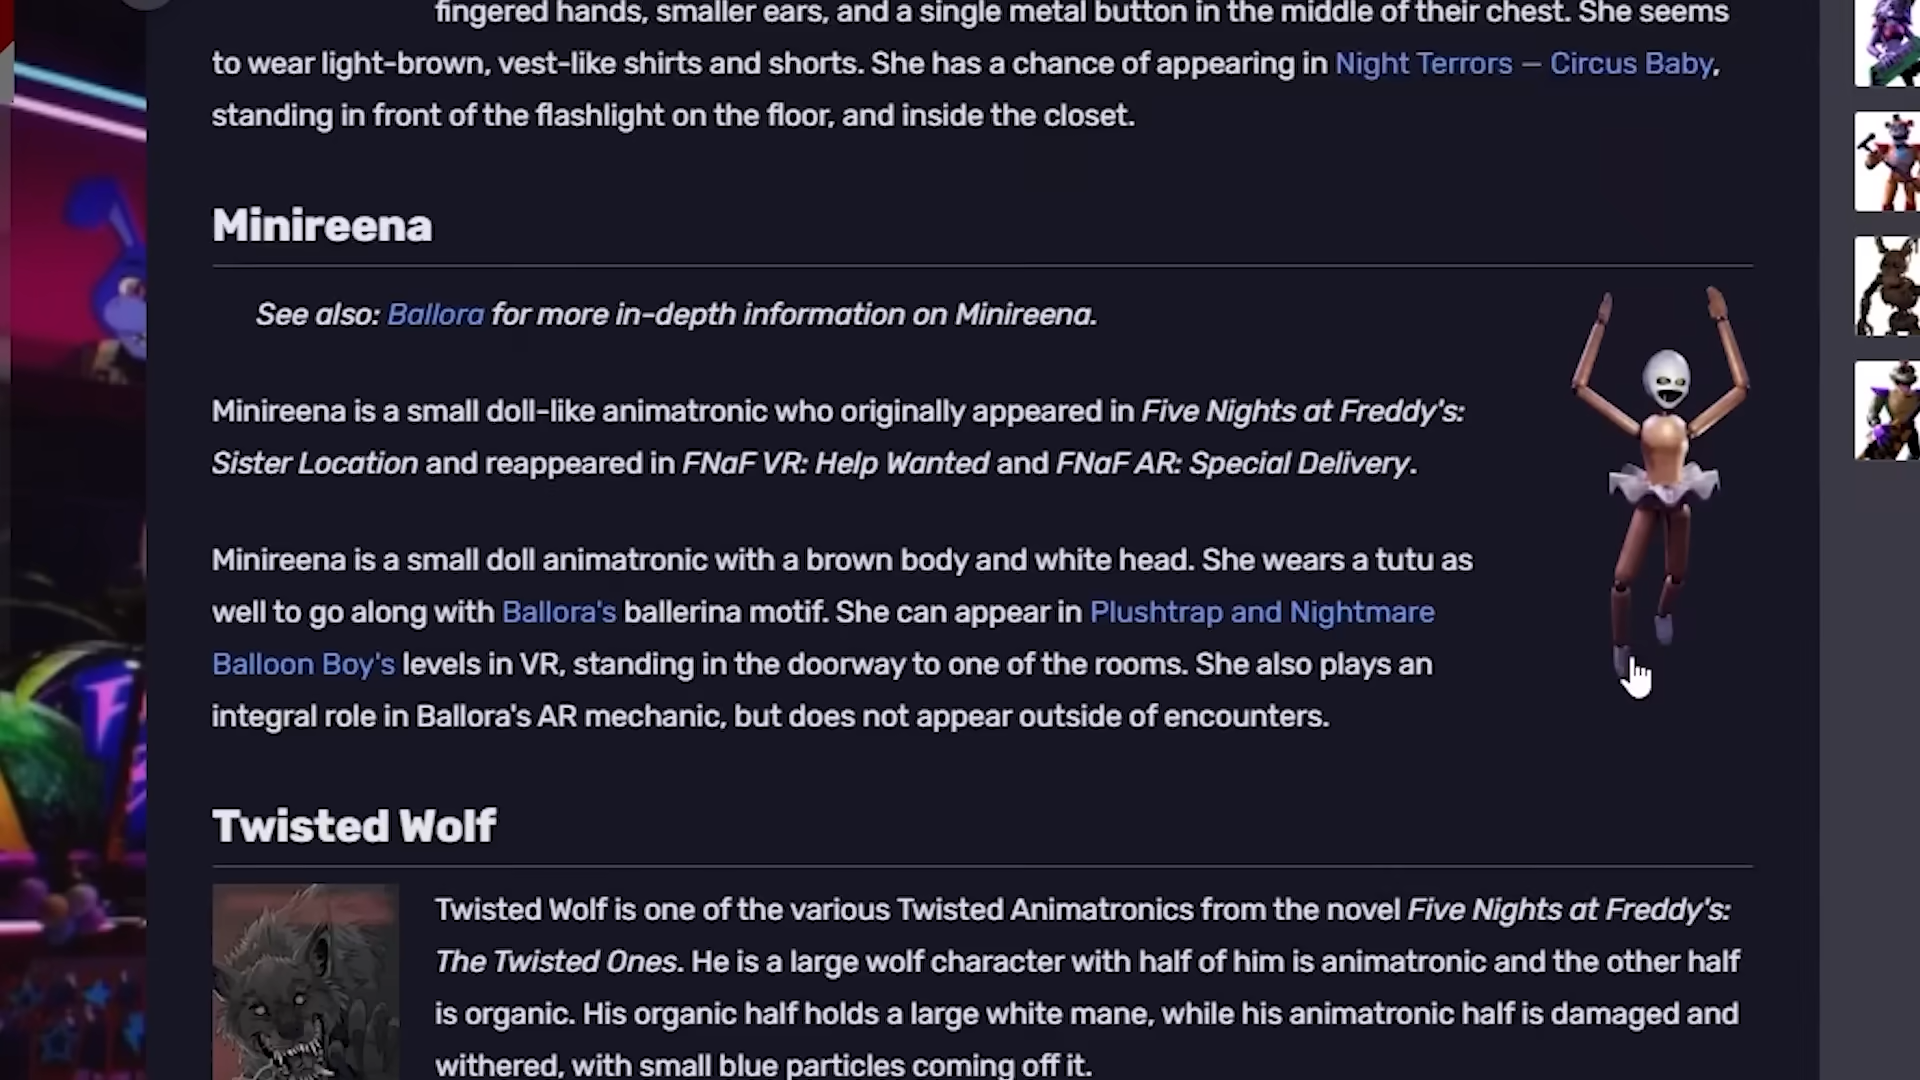 fingered hands, smaller ears, and a single metal button in the middle of their chest. She seems
to wear light-brown, vest-like shirts and shorts. She has a chance of appearing in Night Terrors — Circus Baby,
standing in front of the flashlight on the floor, and inside the closet.
Minireena
See also: Ballora for more in-depth information on Minireena.
Minireena is a small doll-like animatronic who originally appeared in Five Nights at Freddy's:
Sister Location and reappeared in FNaF VR: Help Wanted and FNaF AR: Special Delivery.
Minireena is a small doll animatronic with a brown body and white head. She wears a tutu as
well to go along with Ballora's ballerina motif. She can appear in Plushtrap and Nightmare
Balloon Boy's levels in VR, standing in the doorway to one of the rooms. She also plays an
integral role in Ballora's AR mechanic, but does not appear outside of encounters.
Twisted Wolf
Twisted Wolf is one of the various Twisted Animatronics from the novel Five Nights at Freddy's:
The Twisted Ones. He is a large wolf character with half of him is animatronic and the other half
is organic. His organic half holds a large white mane, while his animatronic half is damaged and
withered, with small blue particles coming off it.